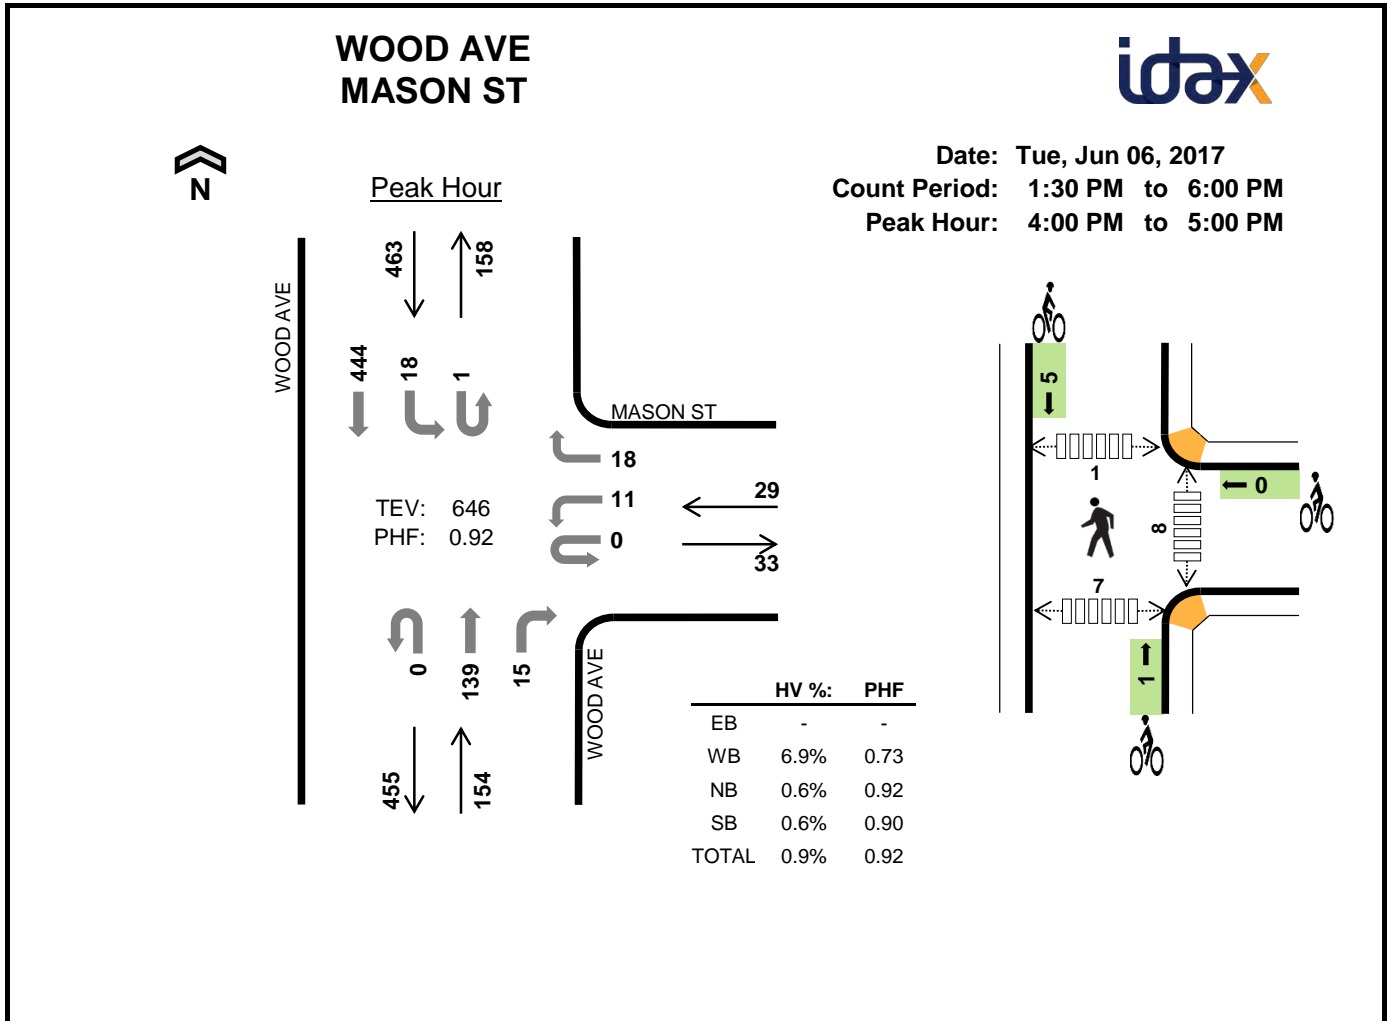 WOOD AVE
MASON ST
idax
N
Peak Hour
Date: Tue, Jun 06, 2017
Count Period: 1:30 PM to 6:00 PM
Peak Hour: 4:00 PM to 5:00 PM
463
158
WOOD AVE
444
18
1
MASON ST
18
11
0
29
33
TEV: 646
PHF: 0.92
0
139
15
WOOD AVE
455
154
HV %: PHF
EB - -
WB 6.9% 0.73
NB 0.6% 0.92
SB 0.6% 0.90
TOTAL 0.9% 0.92
5
1
0
8
7
1